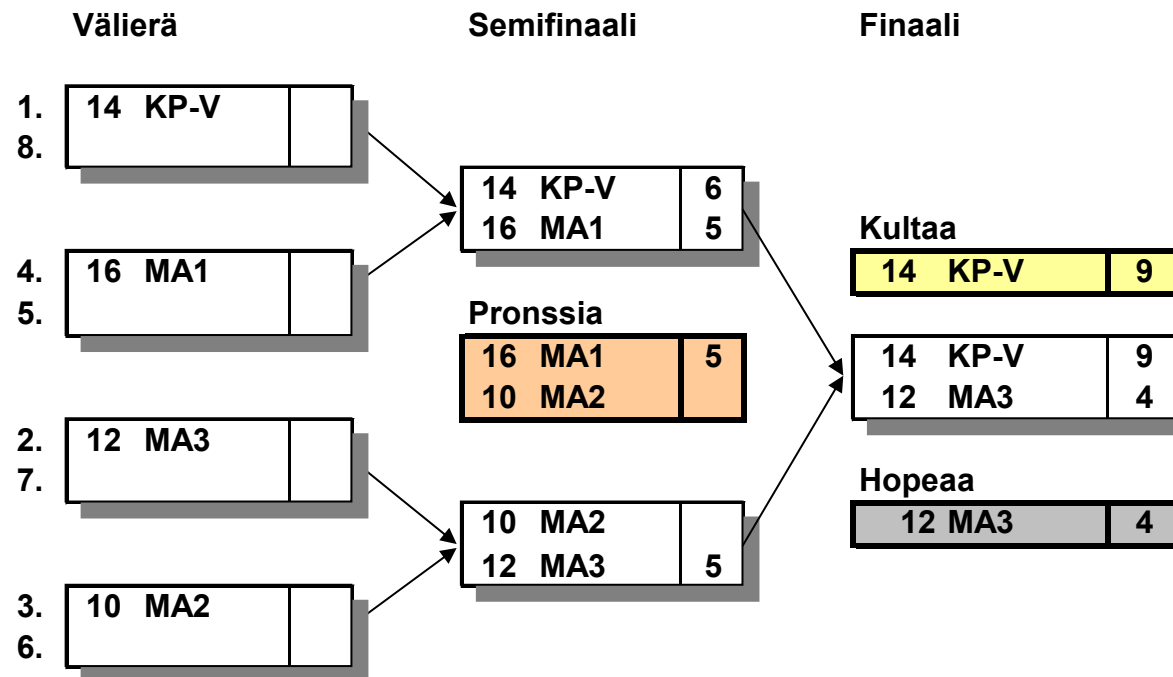 Välierä
1. 14 KP-V
8.
4. 16 MA1
5.
2. 12 MA3
7.
3. 10 MA2
6.
Semifinaali
14 KP-V 6
16 MA1 5
Pronssia
16 MA1 5
10 MA2
10 MA2
12 MA3 5
Finaali
Kultaa
14 KP-V 9
14 KP-V 9
12 MA3 4
Hopeaa
12 MA3 4